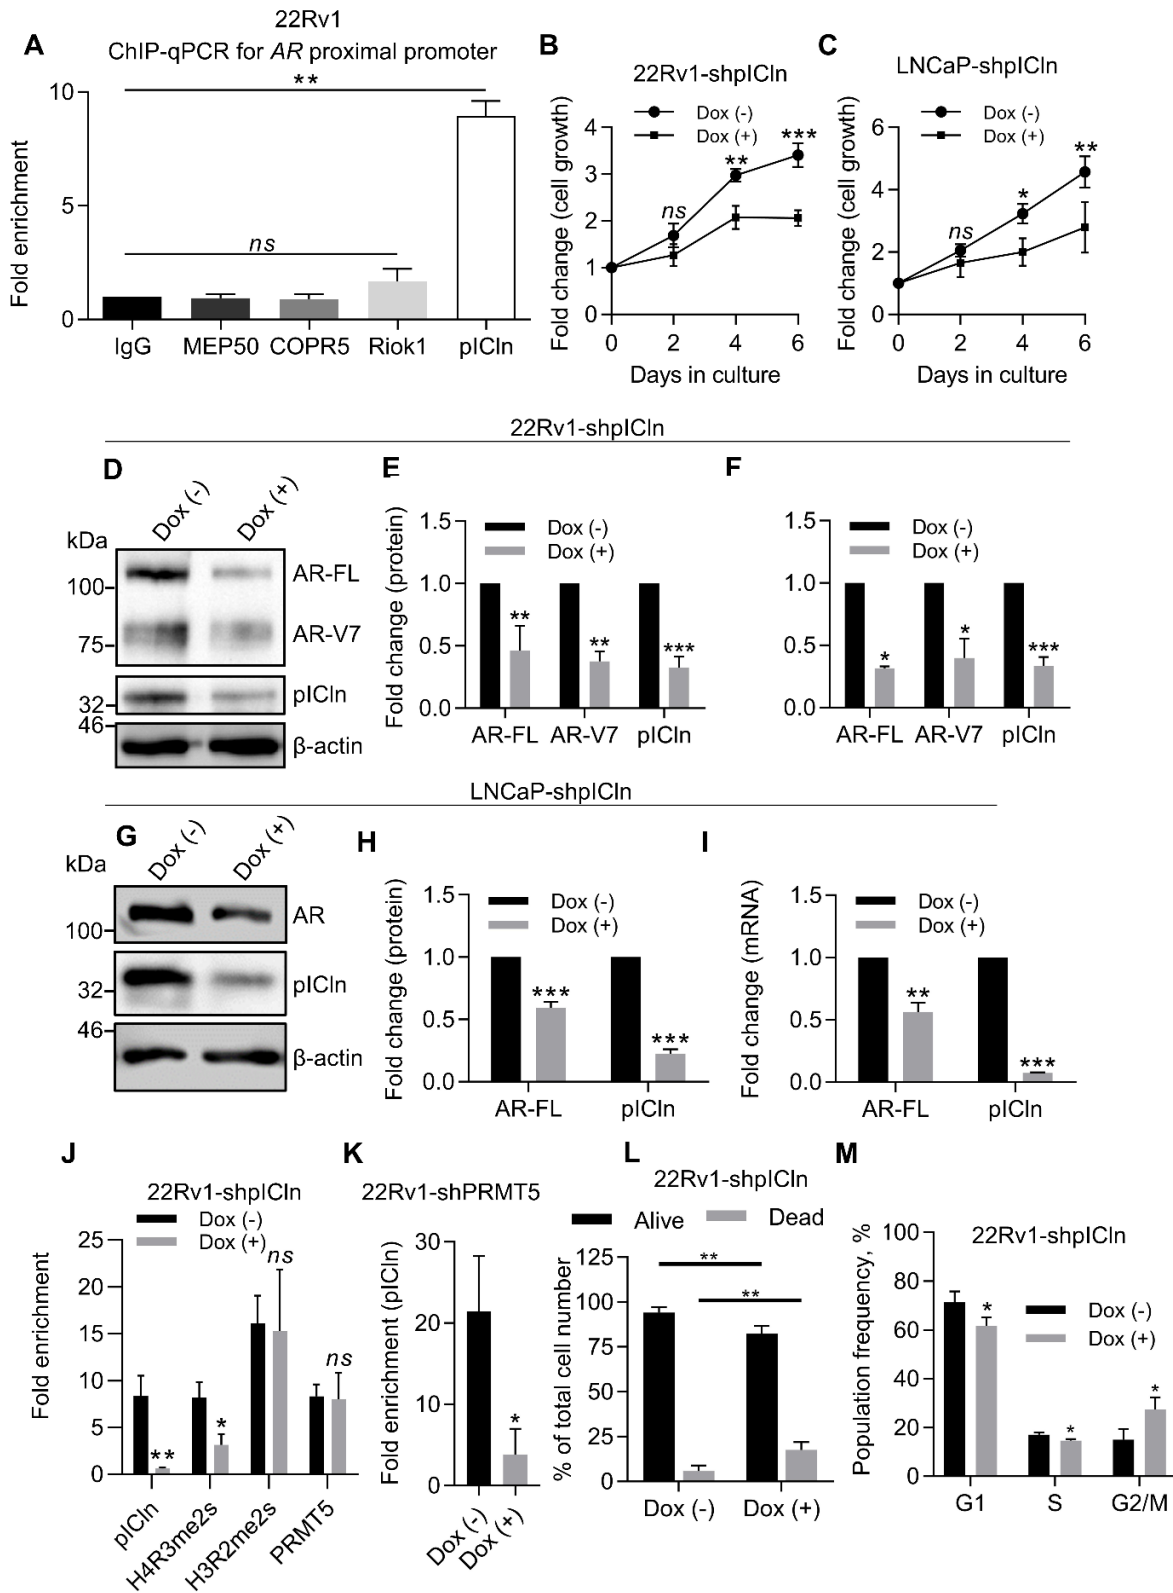 22Rv1
A
ChIP-qPCR for AR proximal promoter
**
10
5
0
Fold enrichment
ns
IgG MEP50 COPR5 Riok1 pICln
B
22Rv1-shpICln
Dox (-)
Dox (+)
Fold change (cell growth)
4
3
2
1
0
ns
**
***
0 2 4 6
Days in culture
C
LNCaP-shpICln
Dox (-)
Dox (+)
Fold change (cell growth)
6
4
2
0
ns
*
**
0 2 4 6
Days in culture
22Rv1-shpICln
D
Dox (-)
Dox (+)
kDa
100
75
32
46
AR-FL
AR-V7
pICln
β-actin
E
Dox (-)
Dox (+)
Fold change (protein)
1.5
1.0
0.5
0.0
**
**
***
AR-FL AR-V7 pICln
F
Dox (-)
Dox (+)
1.5
1.0
0.5
0.0
*
*
***
AR-FL AR-V7 pICln
LNCaP-shpICln
G
Dox (-)
Dox (+)
kDa
100
32
46
AR
pICln
β-actin
H
Dox (-)
Dox (+)
Fold change (protein)
1.5
1.0
0.5
0.0
***
***
AR-FL pICln
I
Dox (-)
Dox (+)
Fold change (mRNA)
1.5
1.0
0.5
0.0
**
***
AR-FL pICln
J
22Rv1-shpICln
Dox (-)
Dox (+)
Fold enrichment
25
20
15
10
5
0
**
*
ns
ns
pICln
H4R3me2s
H3R2me2s
PRMT5
K
22Rv1-shPRMT5
Fold enrichment (pICln)
30
20
10
0
*
Dox (-)
Dox (+)
L
22Rv1-shpICln
Alive Dead
% of total cell number
125
100
75
50
25
0
**
**
Dox (-) Dox (+)
M
22Rv1-shpICln
Dox (-)
Dox (+)
Population frequency, %
100
80
60
40
20
0
*
*
*
G1 S G2/M